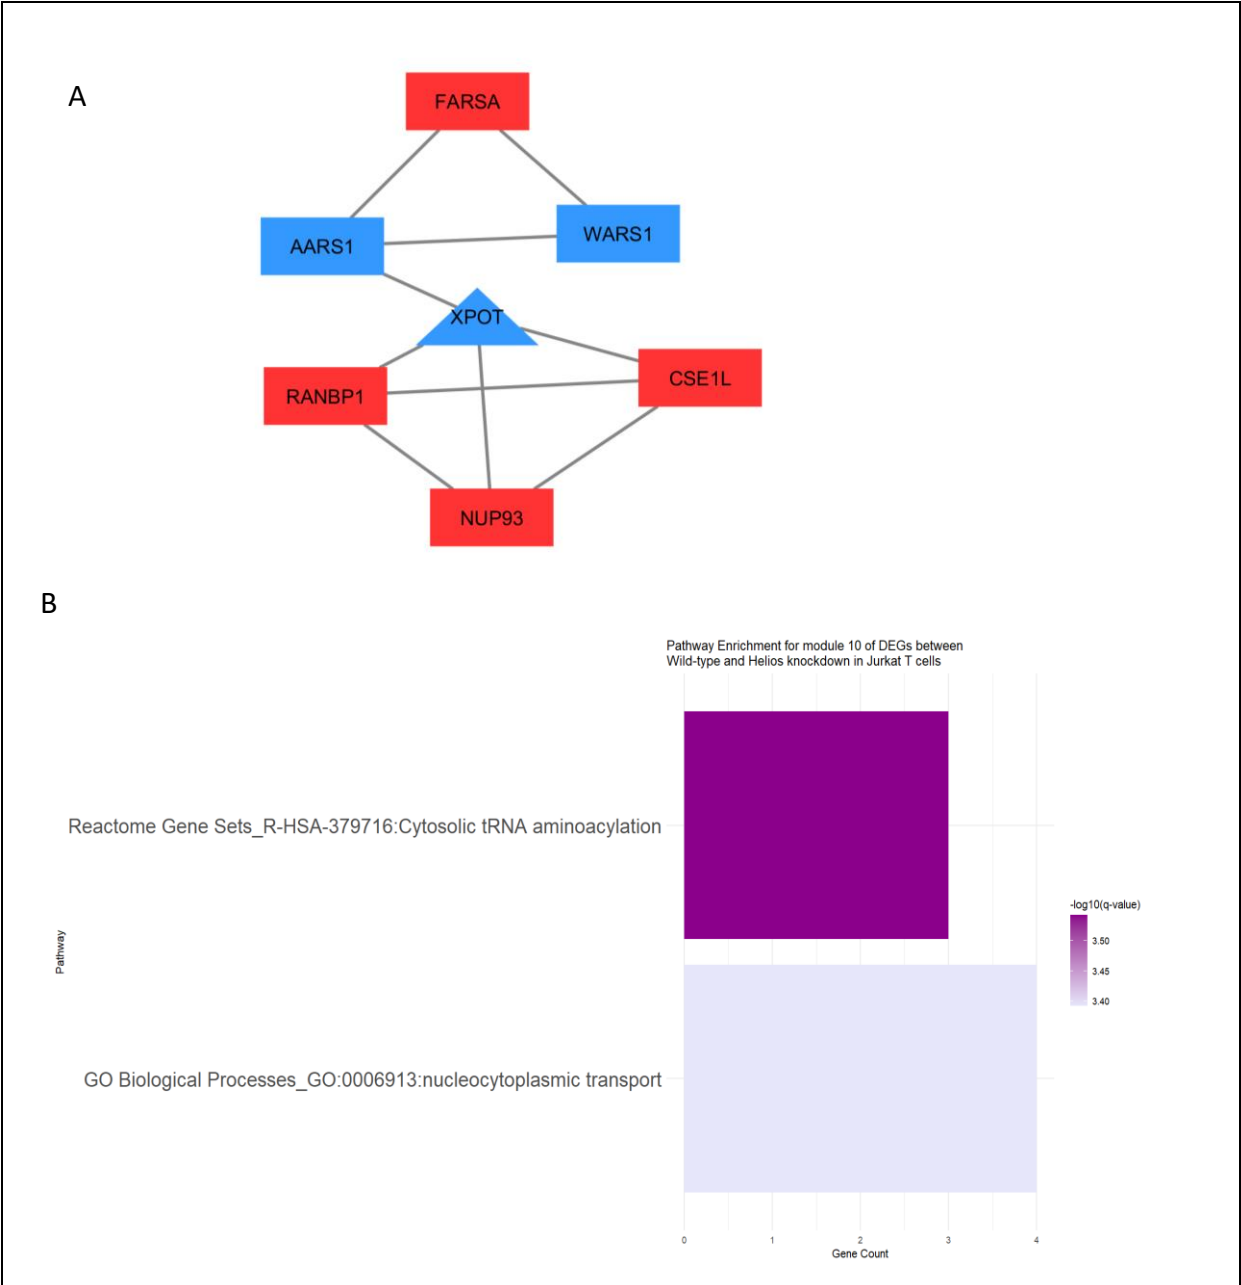 A
FARSA
AARS1
WARS1
XPOT
RANBP1
CSE1L
NUP93
B
Pathway Enrichment for module 10 of DEGs between
Wild-type and Helios knockdown in Jurkat T cells
Reactome Gene Sets_R-HSA-379716:Cytosolic tRNA aminoacylation
GO Biological Processes_GO:0006913:nucleocytoplasmic transport
Pathway
-log10(q-value)
3.50
3.45
3.40
0 1 2 3 4
Gene Count